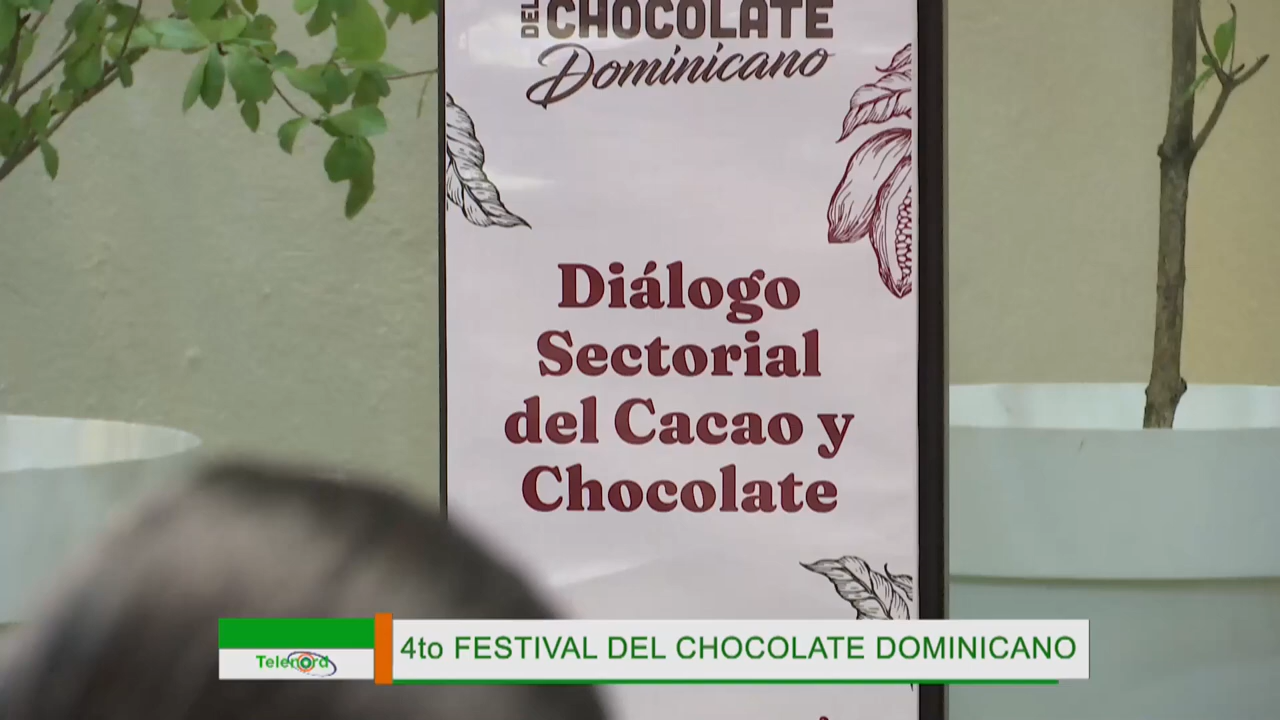 DEL CHOCOLATE
Dominicano
Diálogo
Sectorial
del Cacao y
Chocolate
Telenord
4to FESTIVAL DEL CHOCOLATE DOMINICANO